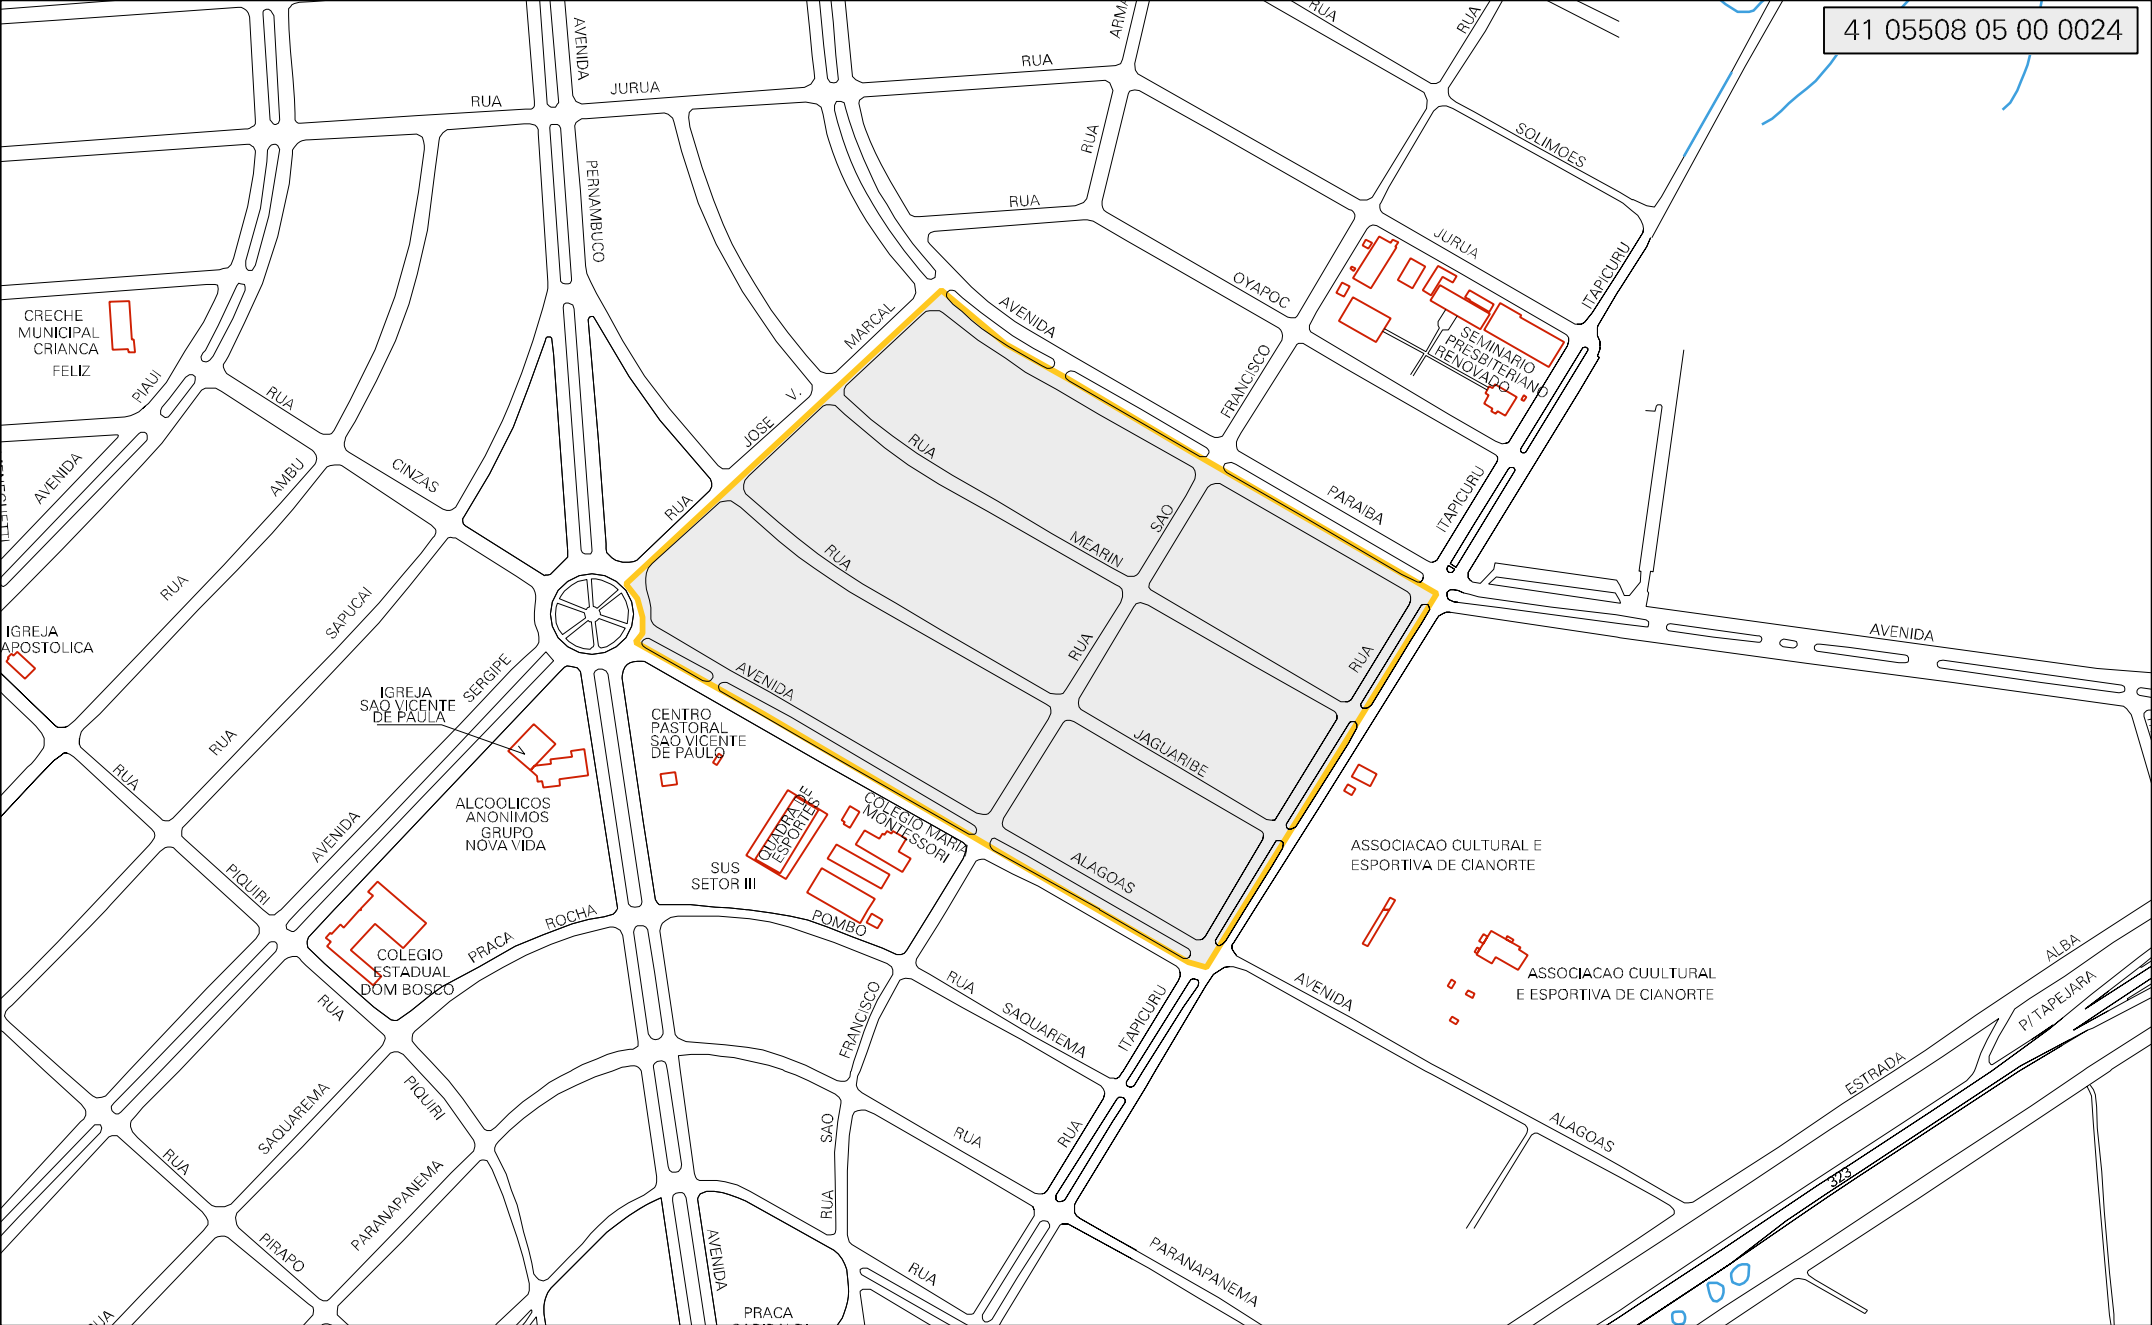 41 05508 05 00 0024
RUA
RUA
ARMA
AVENIDA
RUA
JURUA
RUA
RUA
SOLIMOES
PERNAMBUCO
RUA
JURUA
ITAPICURU
OYAPOC
AVENIDA
MARCAL
CRECHE
MUNICIPAL
CRIANCA
FELIZ
SEMINARIO
PRESBITERIANO
RENOVADO
PIAUI
RUA
V.
JOSE
FRANCISCO
RUA
AVENIDA
AMBU
CINZAS
RUA
PARAIBA
ITAPICURU
SAO
MEARIN
RUA
RUA
SAPUCAI
IGREJA
APOSTOLICA
AVENIDA
RUA
RUA
SERGIPE
AVENIDA
IGREJA
SAO VICENTE
DE PAULA
CENTRO
PASTORAL
SAO VICENTE
DE PAULO
RUA
JAGUARIBE
RUA
ALCOOLICOS
ANONIMOS
GRUPO
NOVA VIDA
AVENIDA
QUADRA DE
ESPORTES
COLEGIO MARIA
MONTESSORI
SUS
SETOR III
ALAGOAS
ASSOCIACAO CULTURAL E
ESPORTIVA DE CIANORTE
PIQUIRI
PRACA
ROCHA
POMBO
COLEGIO
ESTADUAL
DOM BOSCO
ASSOCIACAO CUULTURAL
E ESPORTIVA DE CIANORTE
ALBA
P/ TAPEJARA
RUA
FRANCISCO
RUA
SAQUAREMA
ITAPICURU
AVENIDA
ESTRADA
PIQUIRI
SAQUAREMA
SAO
RUA
RUA
ALAGOAS
RUA
PARANAPANEMA
RUA
323
PIRAPO
AVENIDA
RUA
PARANAPANEMA
PRACA